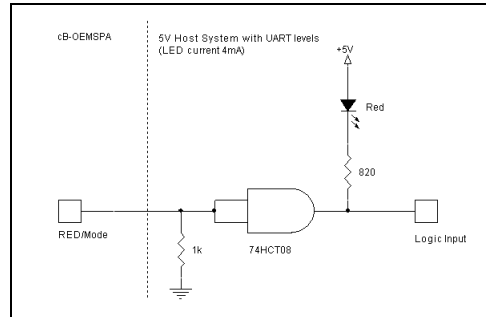 cB-OEMSPA
5V Host System with UART levels
(LED current 4mA)
+5V
Red
820
RED/Mode
1k
74HCT08
Logic Input